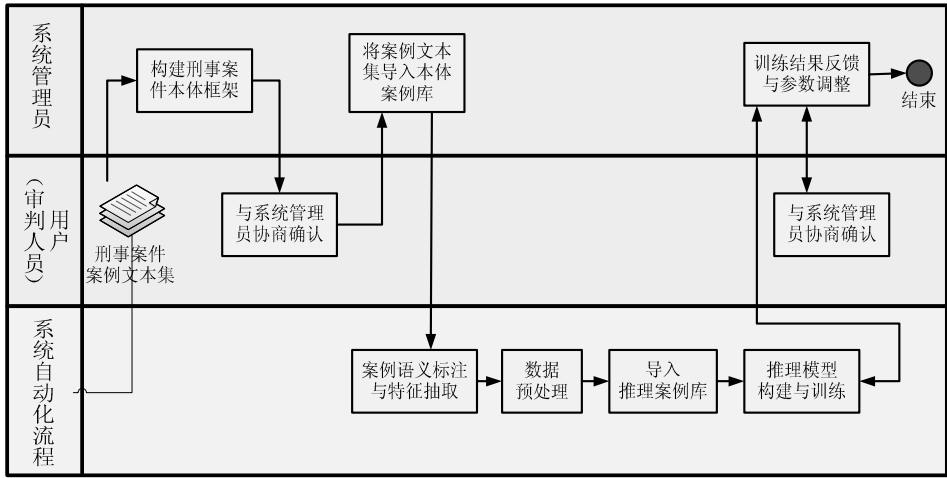 系统管理员
构建刑事案
件本体框架
将案例文本
集导入本体
案例库
训练结果反馈
与参数调整
结束
用户
（审判人员）
刑事案件
案例文本集
与系统管理
员协商确认
与系统管理
员协商确认
系统自动化流程
案例语义标注
与特征抽取
数据
预处理
导入
推理案例库
推理模型
构建与训练